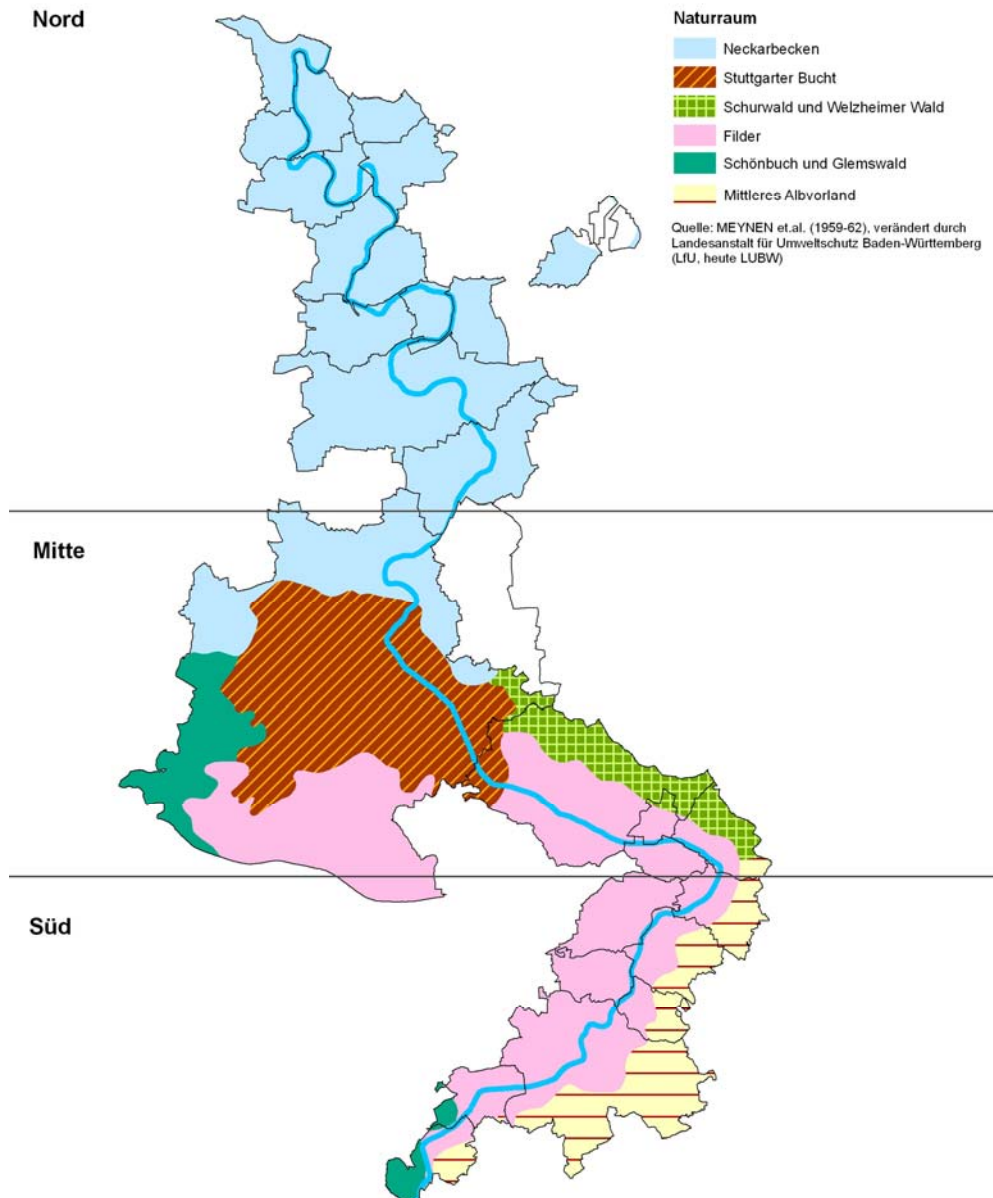 Nord
Naturraum
Neckarbecken
Stuttgarter Bucht
Schurwald und Welzheimer Wald
Filder
Schönbuch und Glemswald
Mittleres Albvorland
Quelle: MEYNEN et.al. (1959-62), verändert durch
Landesanstalt für Umweltschutz Baden-Württemberg
(LfU, heute LUBW)
Mitte
Süd